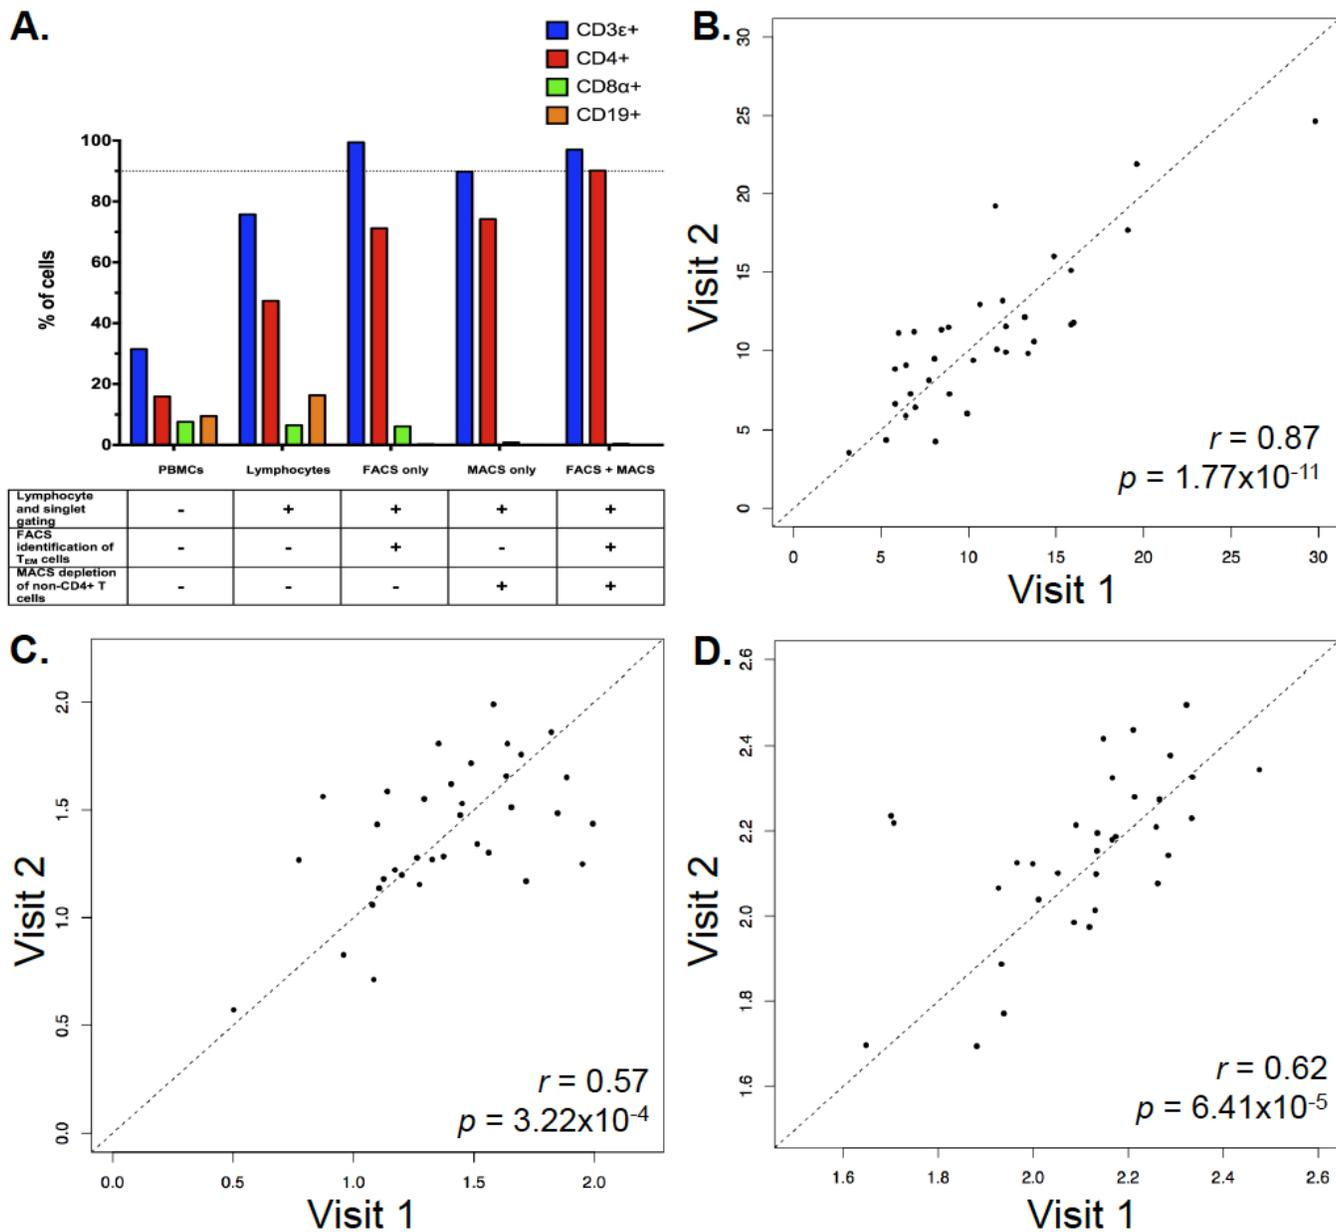 A.
CD3ε+
CD4+
CD8α+
CD19+
100
80
60
40
20
0
% of cells
PBMCs Lymphocytes FACS only MACS only FACS + MACS
Lymphocyte
and singlet
gating
- + + + +
FACS
identification of
TEM cells
- - + - +
MACS depletion
of non-CD4+ T
cells
- - - + +
B.
30
25
20
15
10
5
0
Visit 2
r = 0.87
p = 1.77x10-11
0 5 10 15 20 25 30
Visit 1
C.
2.0
1.5
1.0
0.5
0.0
Visit 2
r = 0.57
p = 3.22x10-4
0.0 0.5 1.0 1.5 2.0
Visit 1
D.
2.6
2.4
2.2
2.0
1.8
1.6
Visit 2
r = 0.62
p = 6.41x10-5
1.6 1.8 2.0 2.2 2.4 2.6
Visit 1